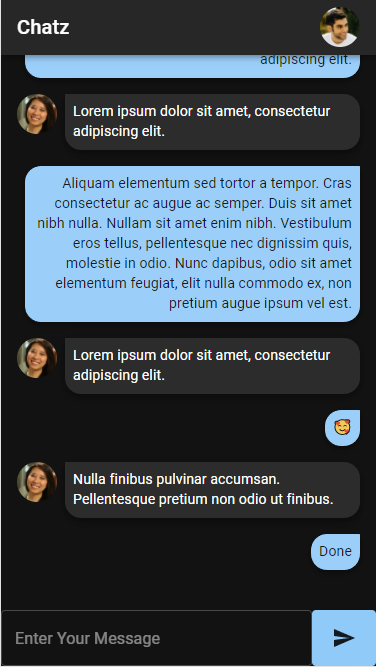 Chatz
adipiscing elit.
Lorem ipsum dolor sit amet, consectetur
adipiscing elit.
Aliquam elementum sed tortor a tempor. Cras
consectetur ac augue ac semper. Duis sit amet
nibh nulla. Nullam sit amet enim nibh. Vestibulum
eros tellus, pellentesque nec dignissim quis,
molestie in odio. Nunc dapibus, odio sit amet
elementum feugiat, elit nulla commodo ex, non
pretium augue ipsum vel est.
Lorem ipsum dolor sit amet, consectetur
adipiscing elit.
🥰
Nulla finibus pulvinar accumsan.
Pellentesque pretium non odio ut finibus.
Done
Enter Your Message